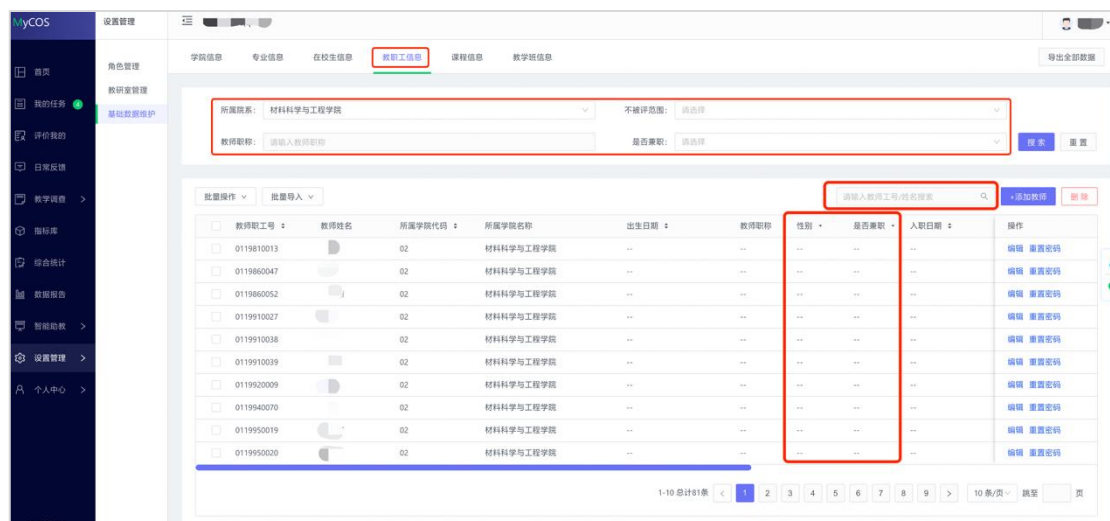 MyCOS
设置管理
首页
我的任务 4
评价我的
日常反馈
教学调查 >
指标库
综合统计
数据报告
智能助教 >
设置管理 >
个人中心 >
角色管理
教研室管理
基础数据维护
学院信息 专业信息 在校生信息 教职工信息 课程信息 教学班信息 导出全部数据
所属院系: 材料科学与工程学院 不被评范围: 请选择
教师职称: 请输入教师职称 是否兼职: 请选择 搜索 重置
批量操作 批量导入 请输入教师工号/姓名搜索 +添加教师 删除
教师职工号 教师姓名 所属学院代码 所属学院名称 出生日期 教师职称 性别 是否兼职 入职日期 操作
0119810013 02 材料科学与工程学院 -- -- -- -- -- 编辑 重置密码
0119860047 02 材料科学与工程学院 -- -- -- -- -- 编辑 重置密码
0119860052 02 材料科学与工程学院 -- -- -- -- -- 编辑 重置密码
0119910027 02 材料科学与工程学院 -- -- -- -- -- 编辑 重置密码
0119910038 02 材料科学与工程学院 -- -- -- -- -- 编辑 重置密码
0119910039 02 材料科学与工程学院 -- -- -- -- -- 编辑 重置密码
0119920009 02 材料科学与工程学院 -- -- -- -- -- 编辑 重置密码
0119940070 02 材料科学与工程学院 -- -- -- -- -- 编辑 重置密码
0119950019 02 材料科学与工程学院 -- -- -- -- -- 编辑 重置密码
0119950020 02 材料科学与工程学院 -- -- -- -- -- 编辑 重置密码
1-10 总计81条 < 1 2 3 4 5 6 7 8 9 > 10 条/页 跳至 页